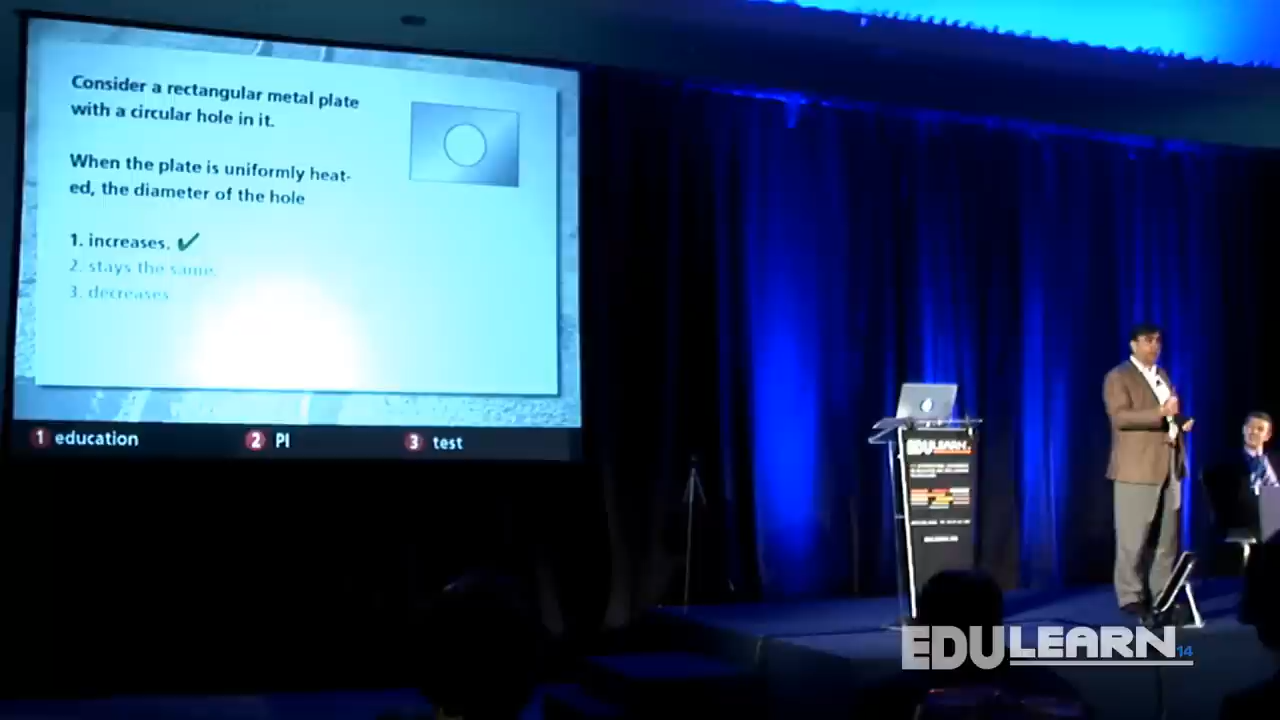 Consider a rectangular metal plate
with a circular hole in it.
When the plate is uniformly heat-
ed, the diameter of the hole
1. increases. ✓
2. stays the same.
3. decreases.
1 education
2 PI
3 test
EDULEARN
EDULEARN14